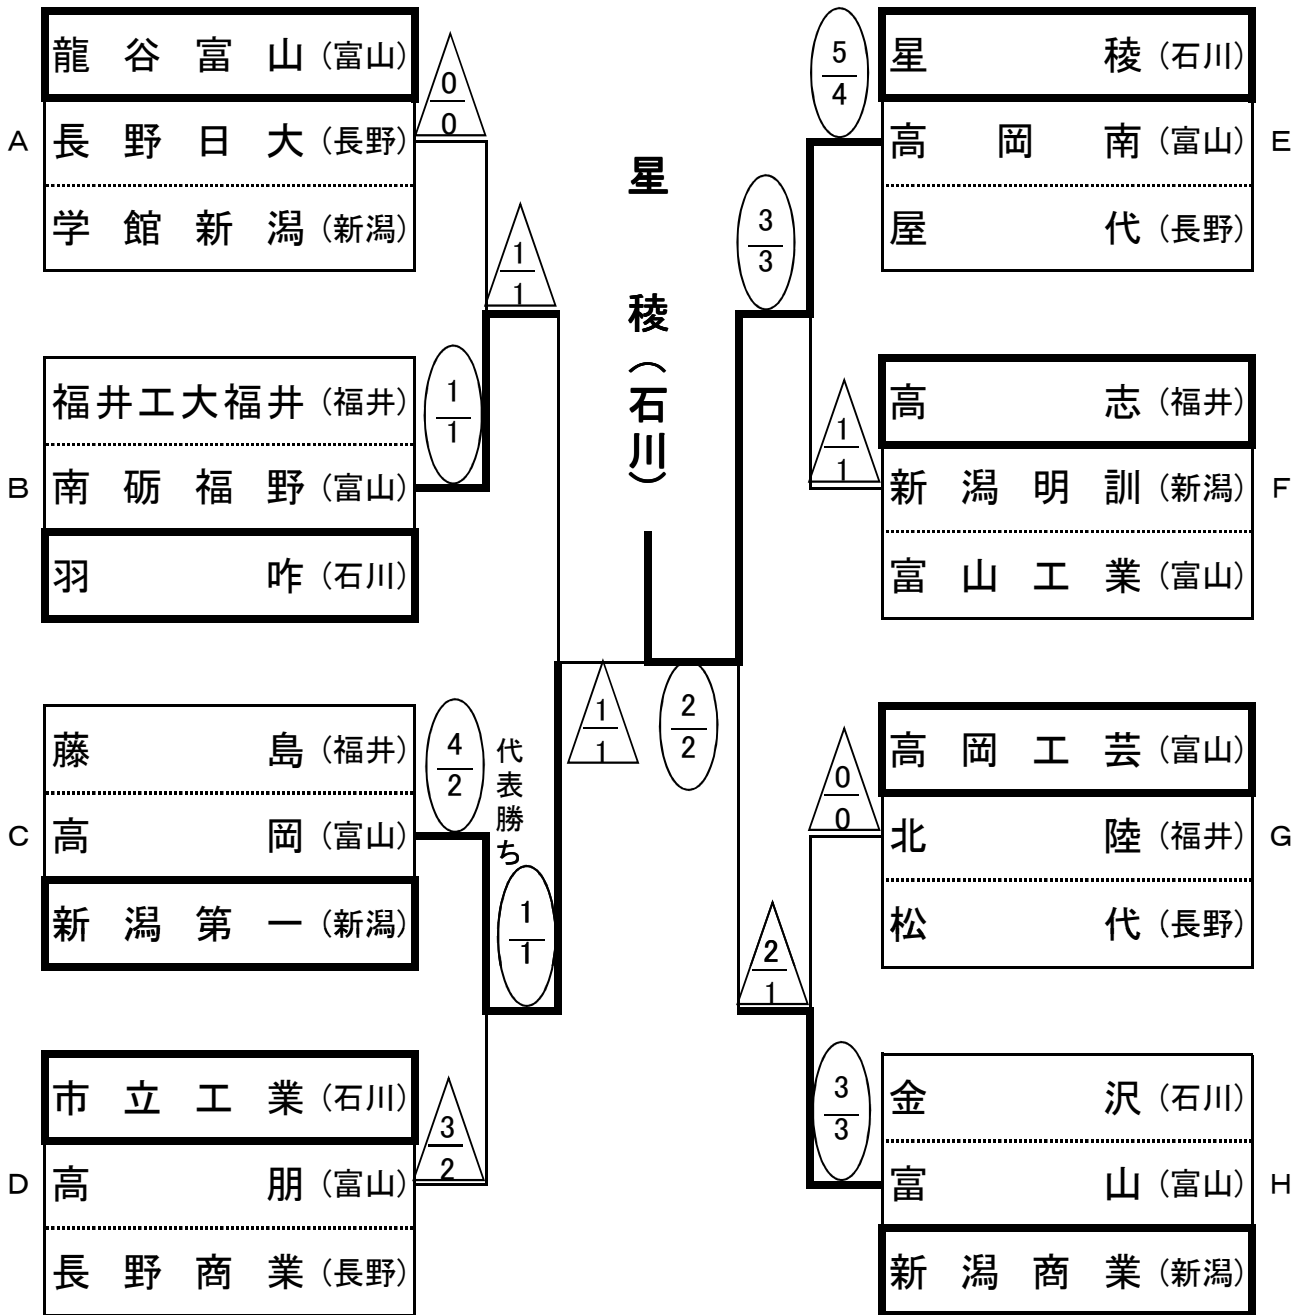 A
龍谷富山（富山）
長野日大（長野）
学館新潟（新潟）
0
0
B
福井工大福井（福井）
南砺福野（富山）
羽咋（石川）
1
1
1
1
C
藤島（福井）
高岡（富山）
新潟第一（新潟）
4
2
代表勝ち
1
1
D
市立工業（石川）
高朋（富山）
長野商業（長野）
3
2
星稜（石川）
1
1
2
2
5
4
星稜（石川）
高岡南（富山）
屋代（長野）
E
3
3
1
1
高志（福井）
新潟明訓（新潟）
富山工業（富山）
F
0
0
高岡工芸（富山）
北陸（福井）
松代（長野）
G
2
1
3
3
金沢（石川）
富山（富山）
新潟商業（新潟）
H